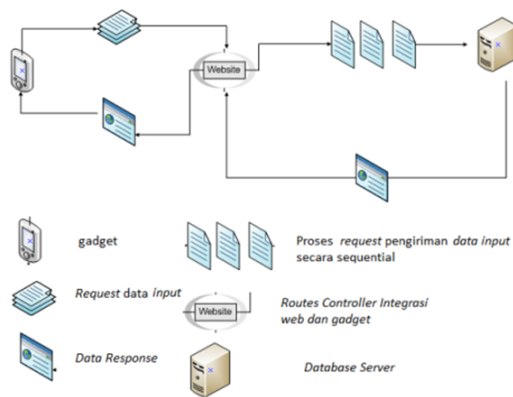 Website
gadget
Proses request pengiriman data input
secara sequential
Request data input
Website
Routes Controller Integrasi
web dan gadget
Data Response
Database Server